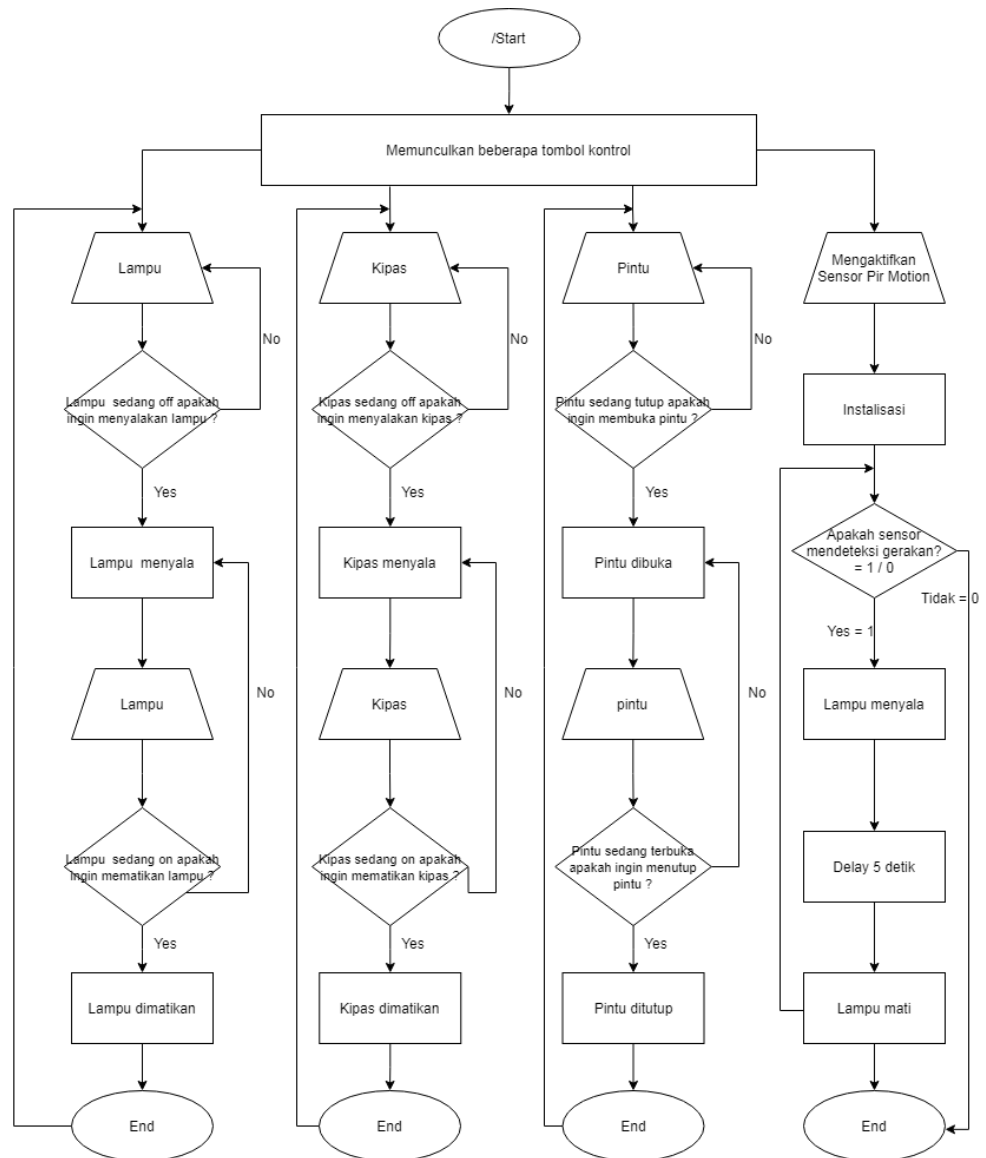 /Start
Memunculkan beberapa tombol kontrol
Lampu
Kipas
Pintu
Mengaktifkan
Sensor Pir Motion
No
No
No
Lampu sedang off apakah
ingin menyalakan lampu ?
Kipas sedang off apakah
ingin menyalakan kipas ?
Pintu sedang tutup apakah
ingin membuka pintu ?
Instalisasi
Yes
Yes
Yes
Lampu menyala
Kipas menyala
Pintu dibuka
Apakah sensor
mendeteksi gerakan?
= 1 / 0
Tidak = 0
Yes = 1
No
No
No
Lampu
Kipas
pintu
Lampu menyala
Lampu sedang on apakah
ingin mematikan lampu ?
Kipas sedang on apakah
ingin mematikan kipas ?
Pintu sedang terbuka
apakah ingin menutup
pintu ?
Delay 5 detik
Yes
Yes
Yes
Lampu dimatikan
Kipas dimatikan
Pintu ditutup
Lampu mati
End
End
End
End